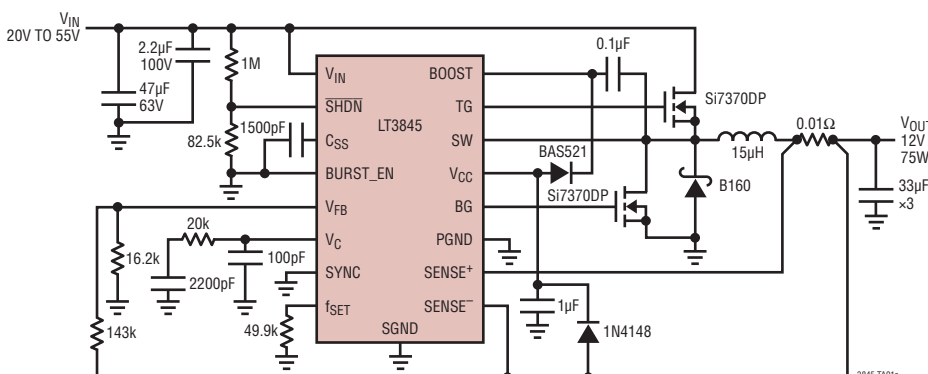 VIN
20V TO 55V
2.2µF
100V
1M
47µF
63V
82.5k
1500pF
VIN
SHDN
CSS
BURST_EN
VFB
VC
SYNC
fSET
LT3845
SGND
BOOST
TG
SW
VCC
BG
PGND
SENSE+
SENSE–
0.1µF
Si7370DP
BAS521
Si7370DP
15µH
0.01Ω
B160
VOUT
12V
75W
33µF
×3
20k
16.2k
2200pF
100pF
143k
49.9k
1µF
1N4148